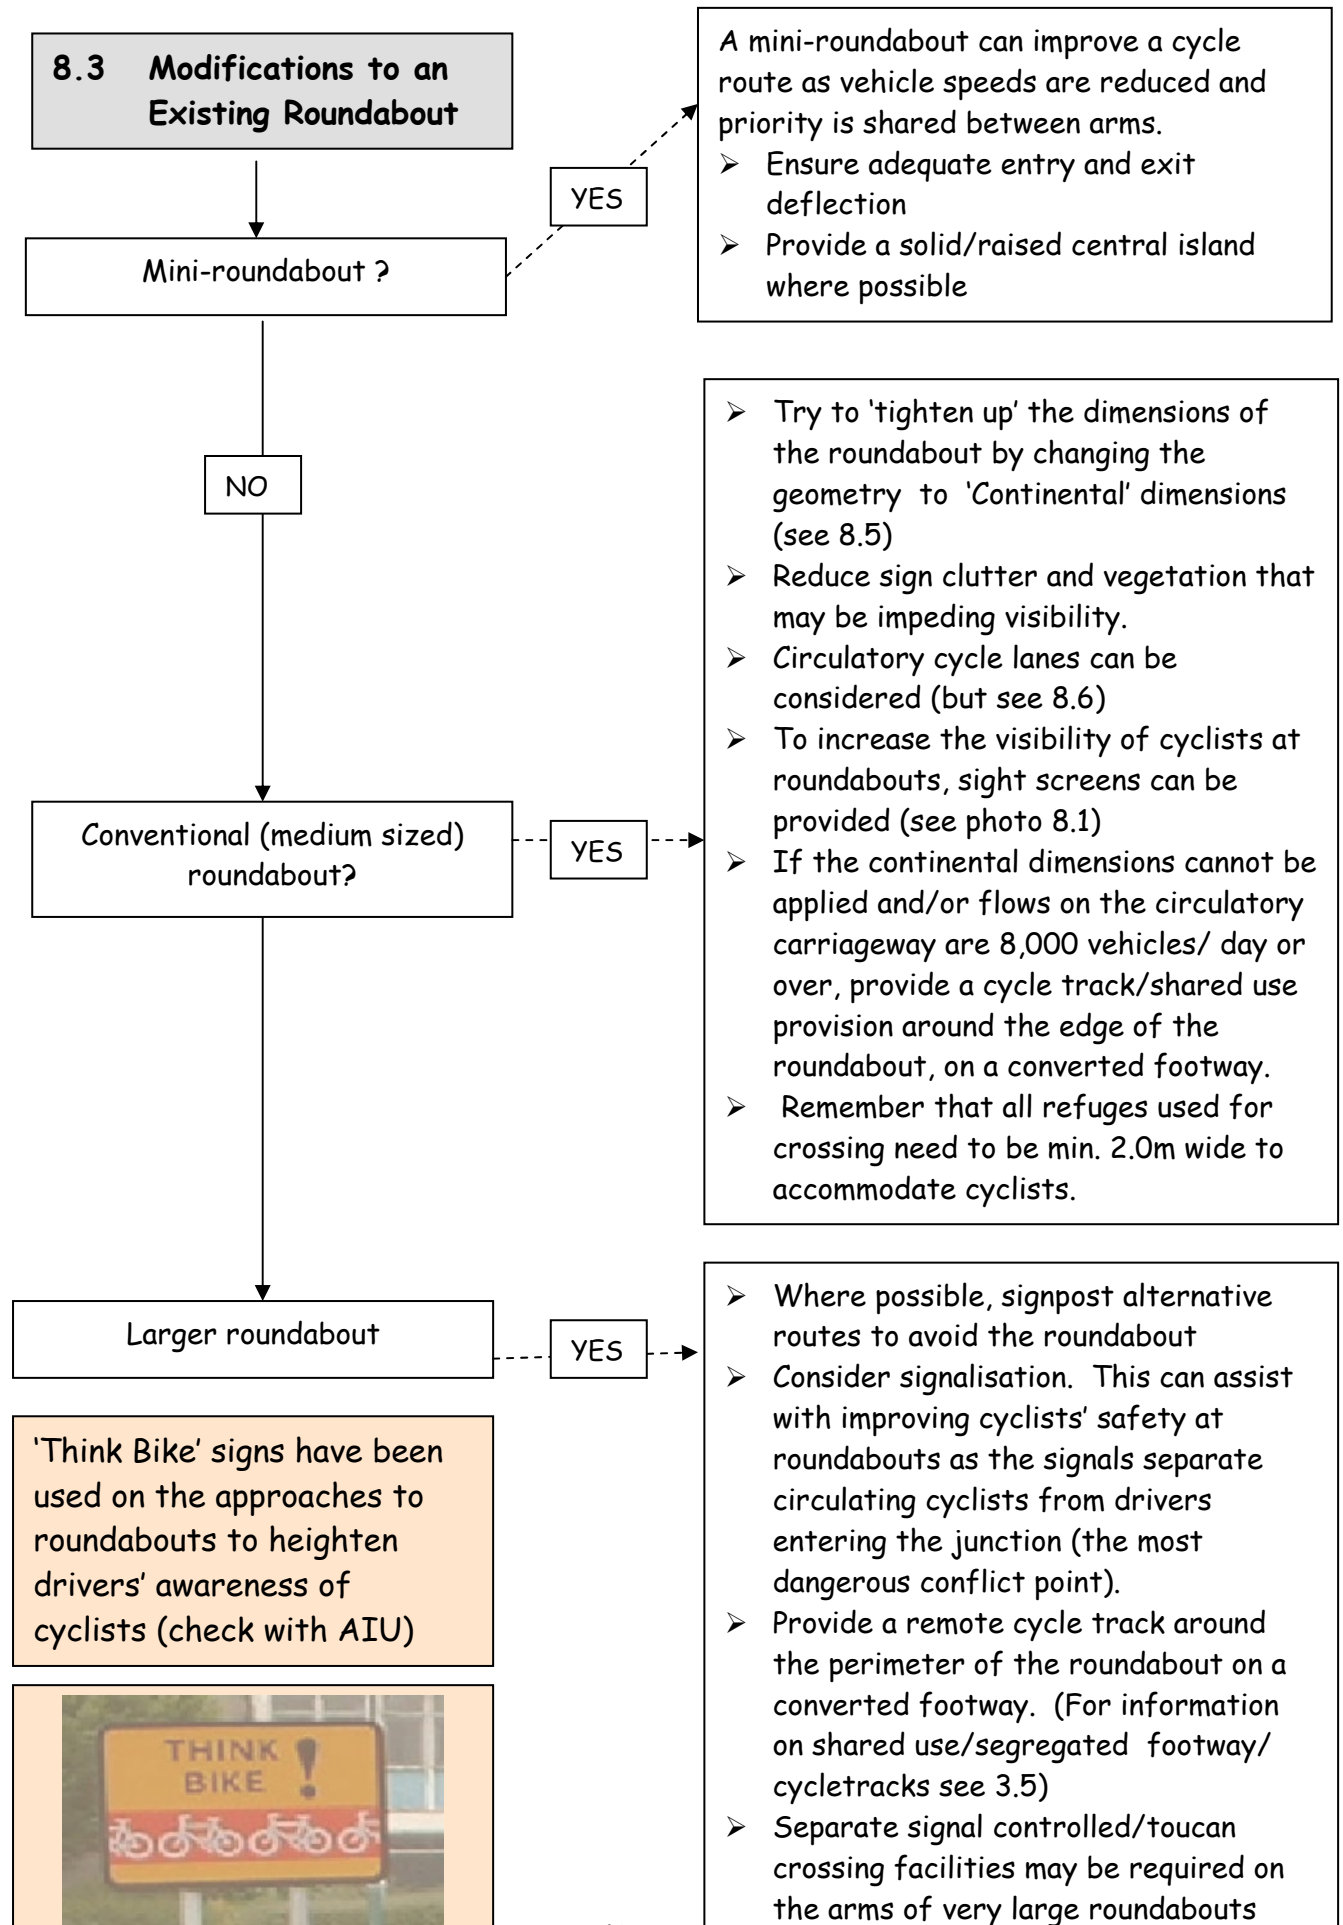 8.3 Modifications to an
Existing Roundabout
Mini-roundabout ?
YES
A mini-roundabout can improve a cycle
route as vehicle speeds are reduced and
priority is shared between arms.
➢ Ensure adequate entry and exit
deflection
➢ Provide a solid/raised central island
where possible
NO
Conventional (medium sized)
roundabout?
YES
➢ Try to ‘tighten up’ the dimensions of
the roundabout by changing the
geometry to ‘Continental’ dimensions
(see 8.5)
➢ Reduce sign clutter and vegetation that
may be impeding visibility.
➢ Circulatory cycle lanes can be
considered (but see 8.6)
➢ To increase the visibility of cyclists at
roundabouts, sight screens can be
provided (see photo 8.1)
➢ If the continental dimensions cannot be
applied and/or flows on the circulatory
carriageway are 8,000 vehicles/ day or
over, provide a cycle track/shared use
provision around the edge of the
roundabout, on a converted footway.
➢ Remember that all refuges used for
crossing need to be min. 2.0m wide to
accommodate cyclists.
Larger roundabout
YES
➢ Where possible, signpost alternative
routes to avoid the roundabout
➢ Consider signalisation. This can assist
with improving cyclists’ safety at
roundabouts as the signals separate
circulating cyclists from drivers
entering the junction (the most
dangerous conflict point).
➢ Provide a remote cycle track around
the perimeter of the roundabout on a
converted footway. (For information
on shared use/segregated footway/
cycletracks see 3.5)
➢ Separate signal controlled/toucan
crossing facilities may be required on
the arms of very large roundabouts
‘Think Bike’ signs have been
used on the approaches to
roundabouts to heighten
drivers’ awareness of
cyclists (check with AIU)
THINK
BIKE !